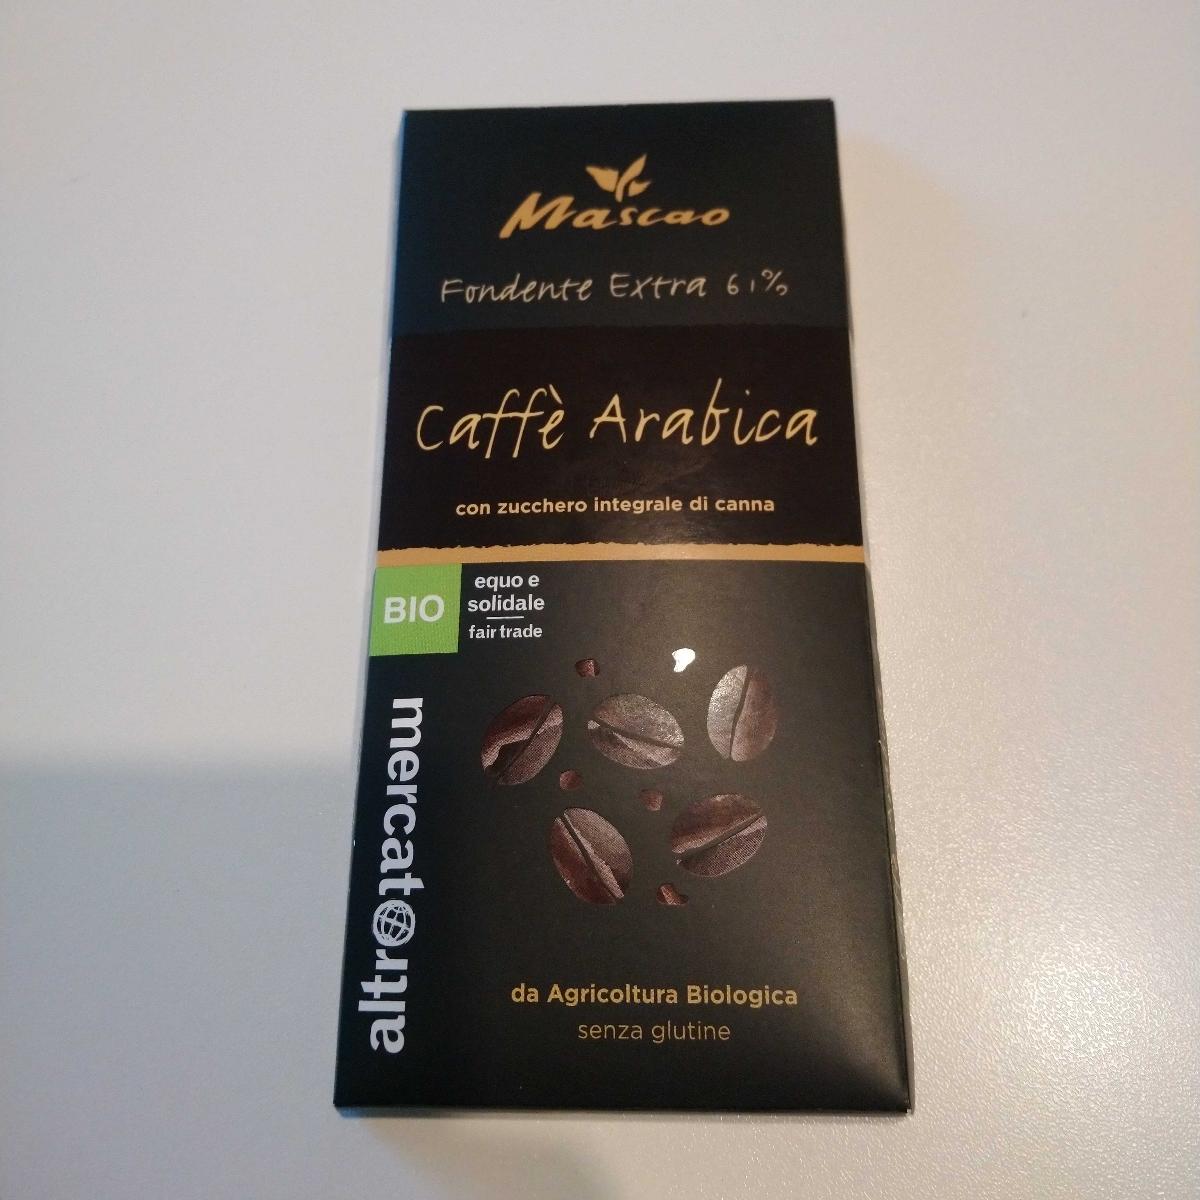 Mascao
Fondente Extra 61%
Caffè Arabica
con zucchero integrale di canna
BIO
equo e
solidale
fair trade
altromercato
da Agricoltura Biologica
senza glutine